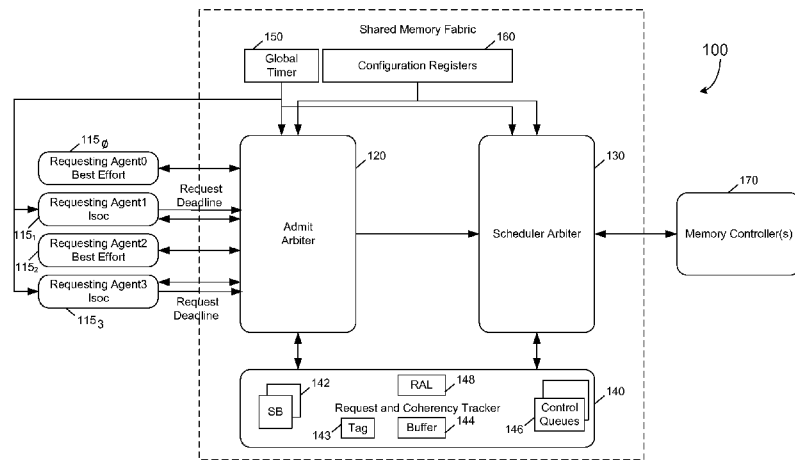 150
Shared Memory Fabric
160
100
Global
Timer
Configuration Registers
115ø
120
130
Requesting Agent0
Best Effort
170
Request
Deadline
Requesting Agent1
Isoc
115₁
Admit
Arbiter
Scheduler Arbiter
Memory Controller(s)
Requesting Agent2
Best Effort
115₂
Requesting Agent3
Isoc
Request
Deadline
115₃
142
RAL
148
140
SB
Request and Coherency Tracker
Control
Queues
146
143
Tag
Buffer
144